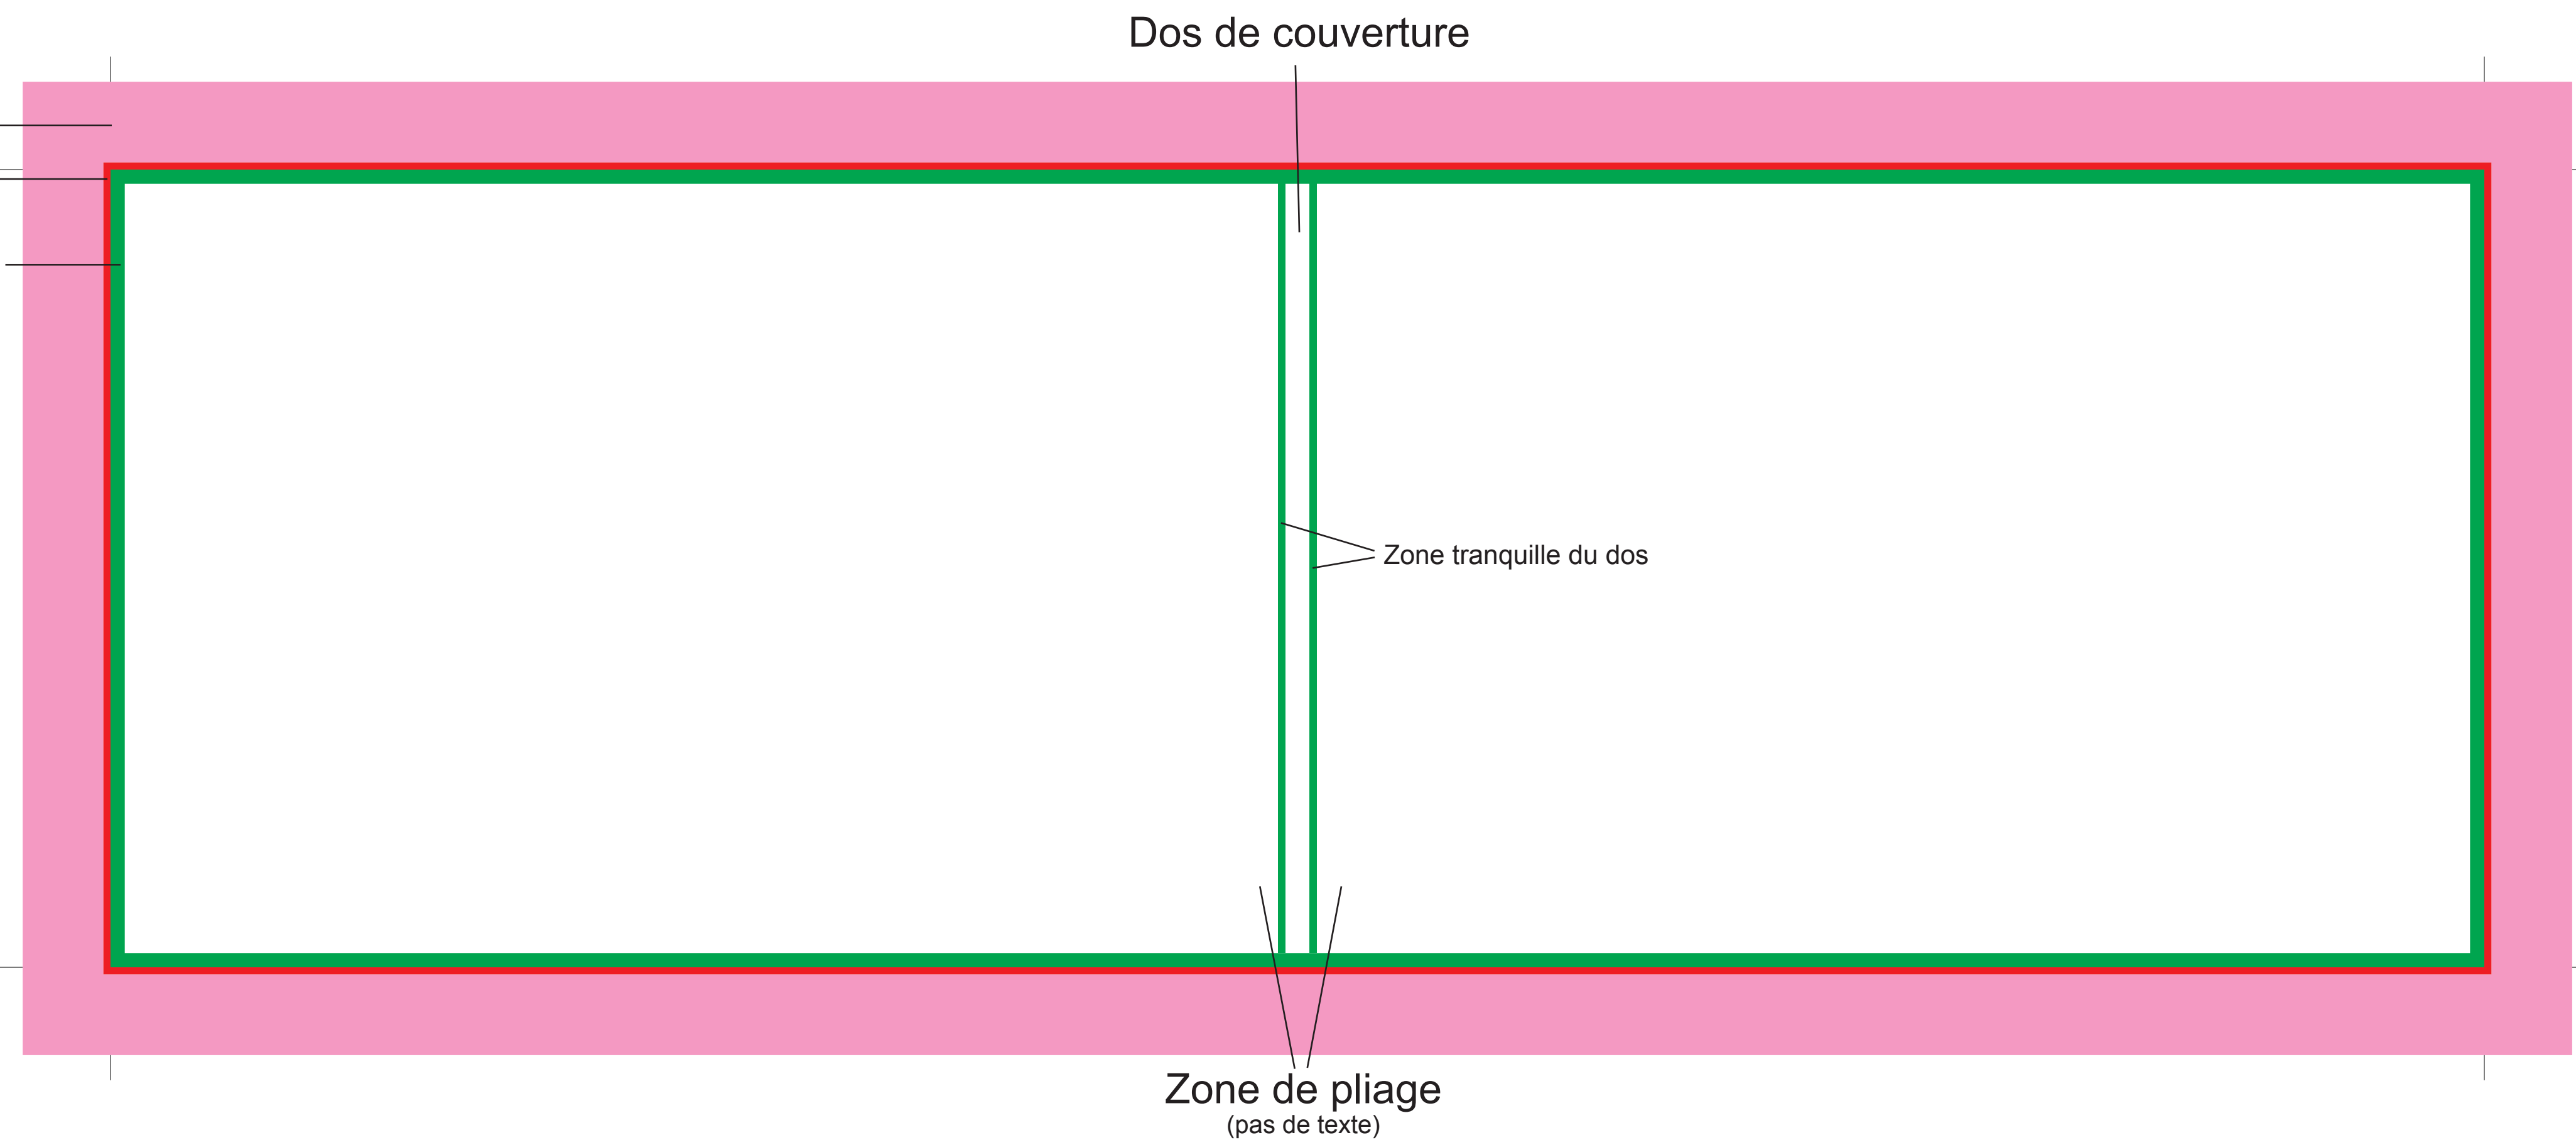 Dos de couverture
Zone tranquille du dos
Zone de pliage
(pas de texte)